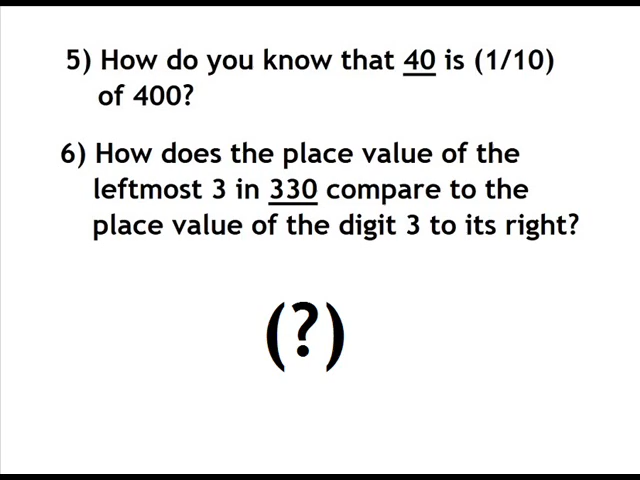 5) How do you know that 40 is (1/10)
of 400?
6) How does the place value of the
leftmost 3 in 330 compare to the
place value of the digit 3 to its right?
(?)